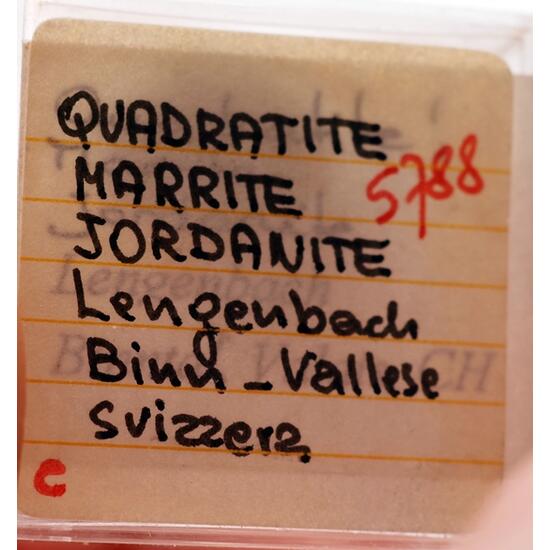 QUADRATITE
MARRITE 5788
JORDANITE
Lengenbach
Binn - Vallese
Svizzera
C